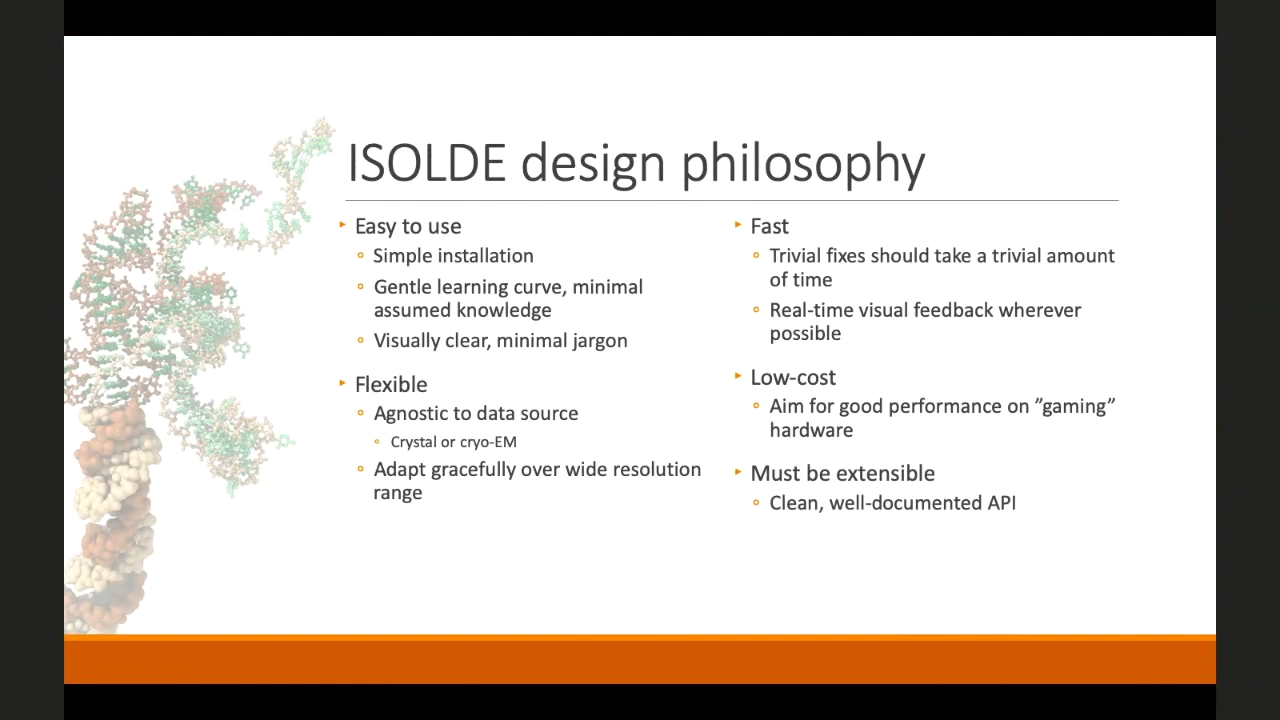 ISOLDE design philosophy
Easy to use
Simple installation
Gentle learning curve, minimal
assumed knowledge
Visually clear, minimal jargon
Flexible
Agnostic to data source
Crystal or cryo-EM
Adapt gracefully over wide resolution
range
Fast
Trivial fixes should take a trivial amount
of time
Real-time visual feedback wherever
possible
Low-cost
Aim for good performance on ”gaming”
hardware
Must be extensible
Clean, well-documented API